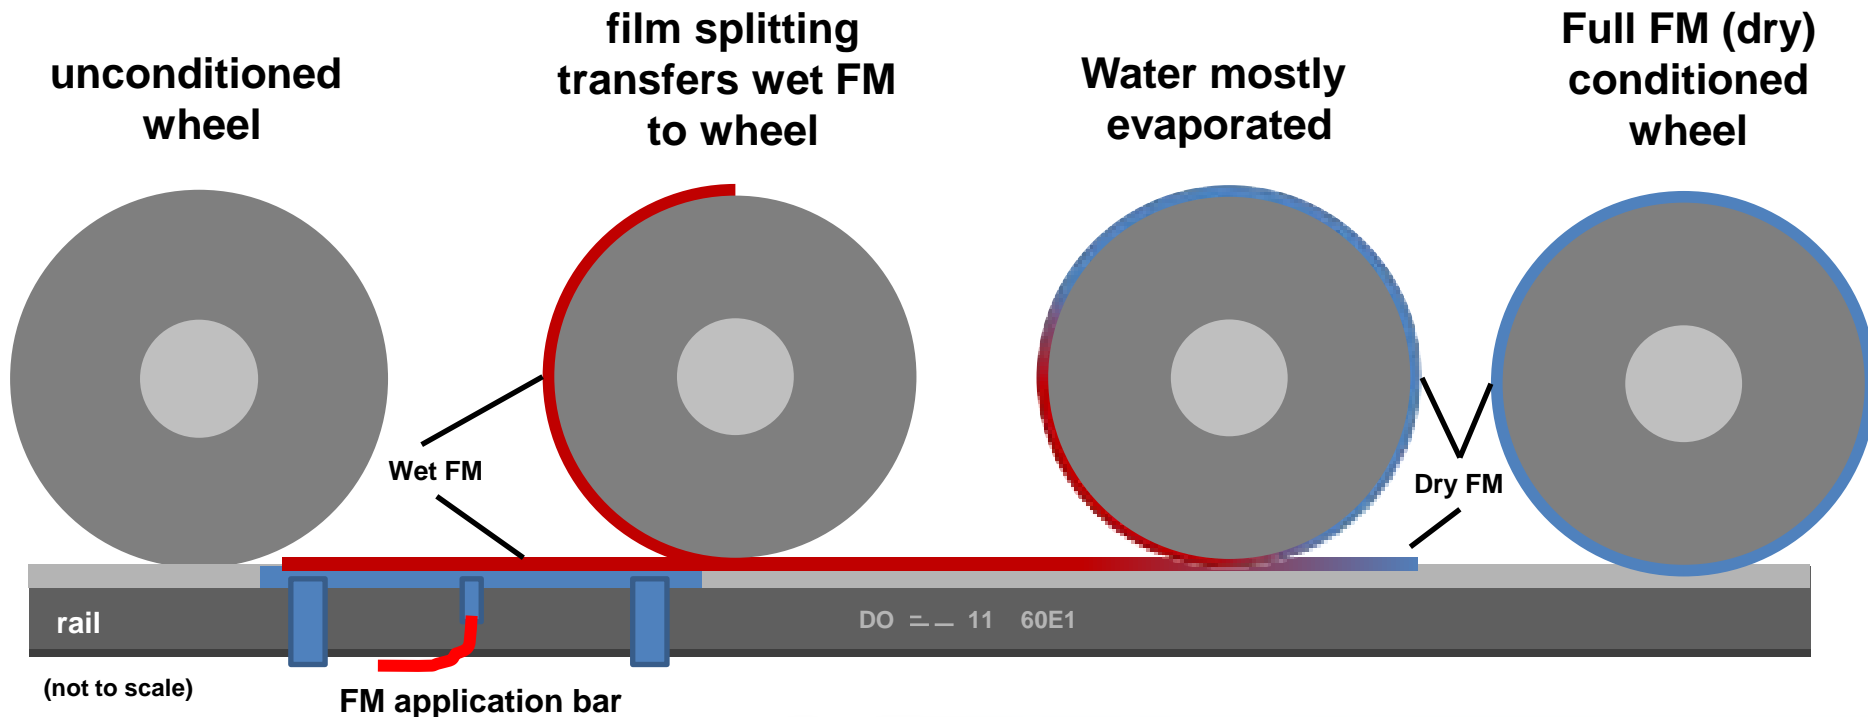 unconditioned
wheel
film splitting
transfers wet FM
to wheel
Water mostly
evaporated
Full FM (dry)
conditioned
wheel
Wet FM
Dry FM
rail
DO 11 60E1
(not to scale)
FM application bar